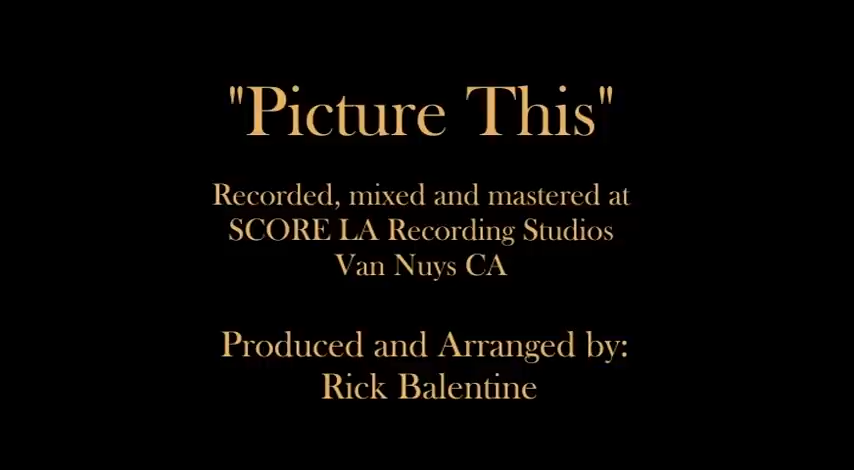 "Picture This"
Recorded, mixed and mastered at
SCORE LA Recording Studios
Van Nuys CA
Produced and Arranged by:
Rick Balentine